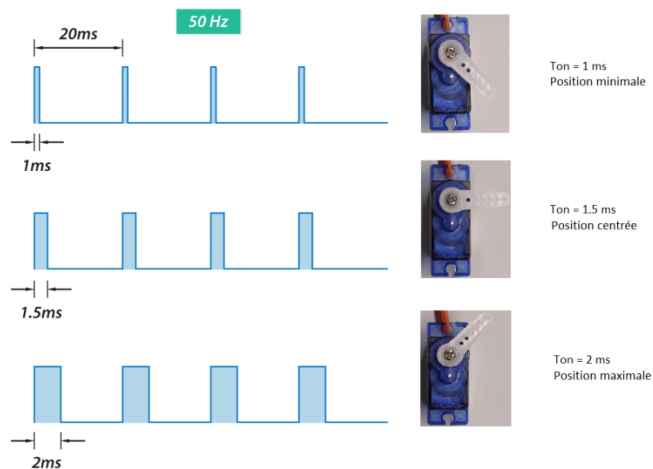 50 Hz
20ms
1ms
Ton = 1 ms
Position minimale
1.5ms
Ton = 1.5 ms
Position centrée
2ms
Ton = 2 ms
Position maximale